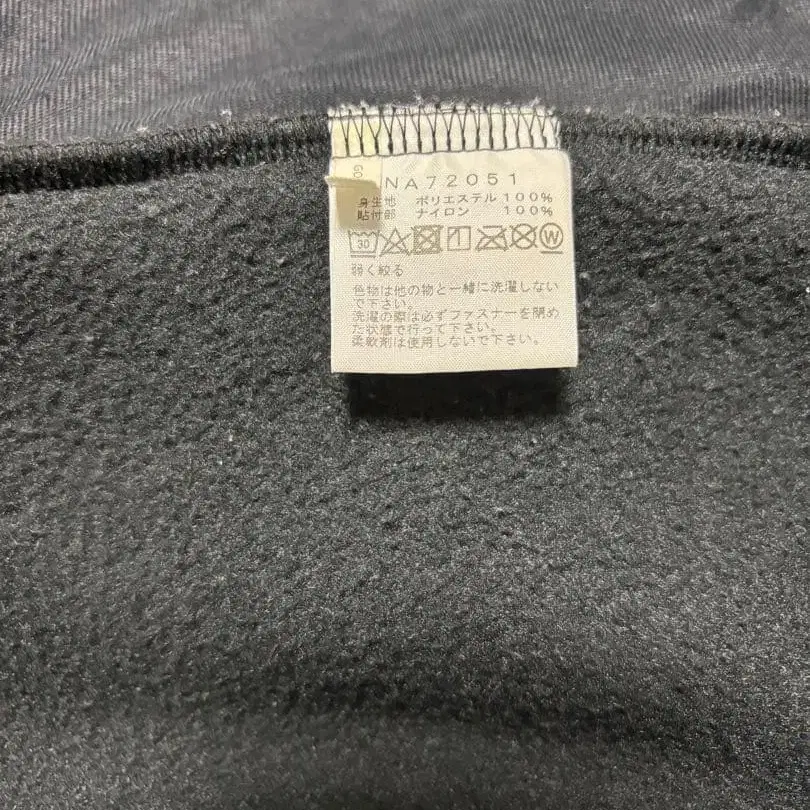 NA72051
身生地 ポリエステル 100%
貼付部 ナイロン 100%
30 W
弱く絞る
色物は他の物と一緒に洗濯しない
で下さい。
洗濯の際は必ずファスナーを閉め
た状態で行って下さい。
柔軟剤は使用しないで下さい。